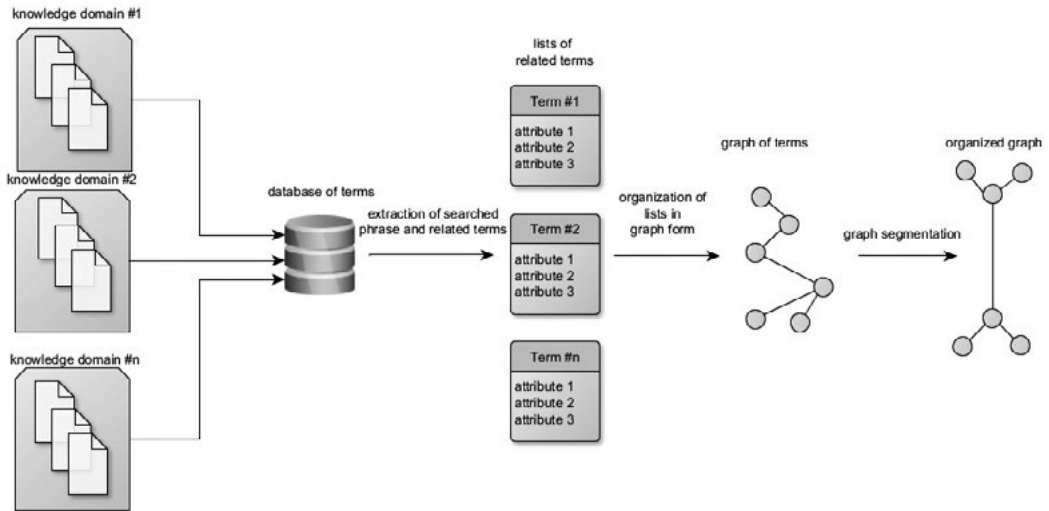 knowledge domain #1
knowledge domain #2
knowledge domain #n
database of terms
extraction of searched
phrase and related terms
lists of
related terms
Term #1
attribute 1
attribute 2
attribute 3
Term #2
attribute 1
attribute 2
attribute 3
Term #n
attribute 1
attribute 2
attribute 3
organization of
lists in
graph form
graph of terms
graph segmentation
organized graph